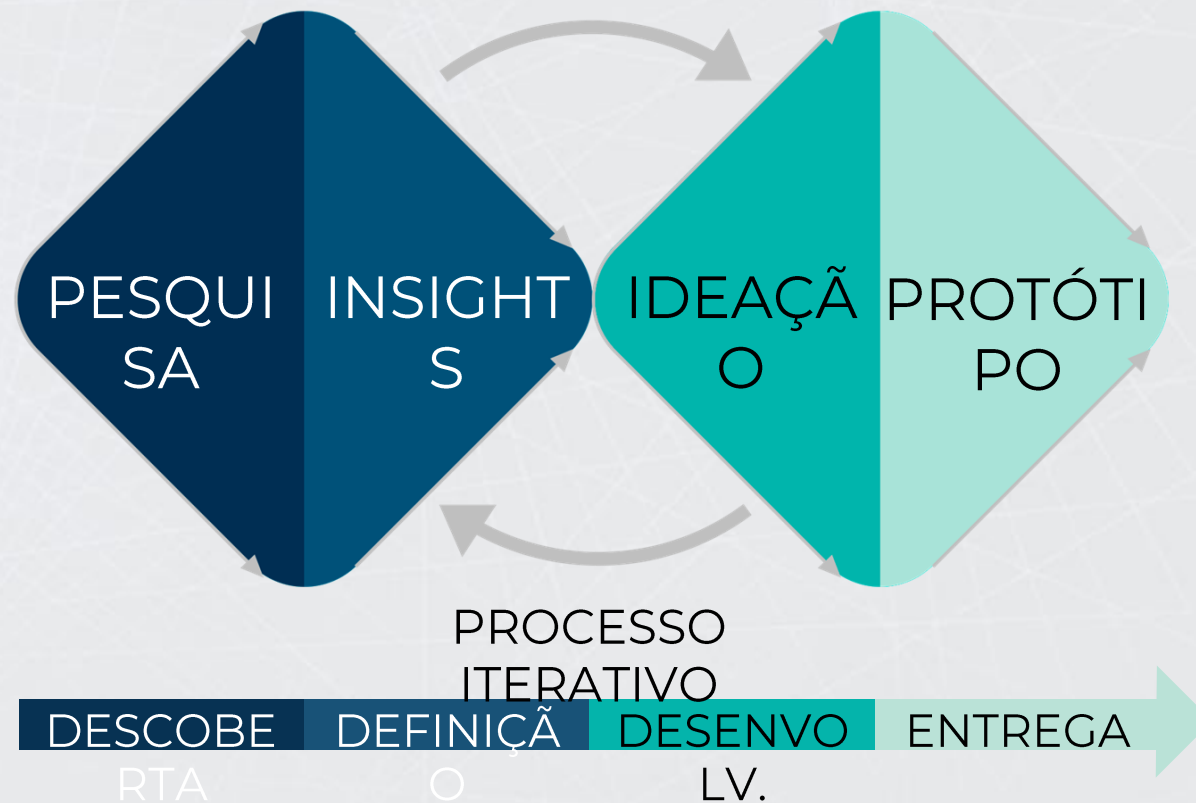 PESQUI
SA
INSIGHT
S
IDEAÇÃ
O
PROTÓTI
PO
PROCESSO
ITERATIVO
DESCOBE
RTA
DEFINIÇÃ
O
DESENVO
LV.
ENTREGA